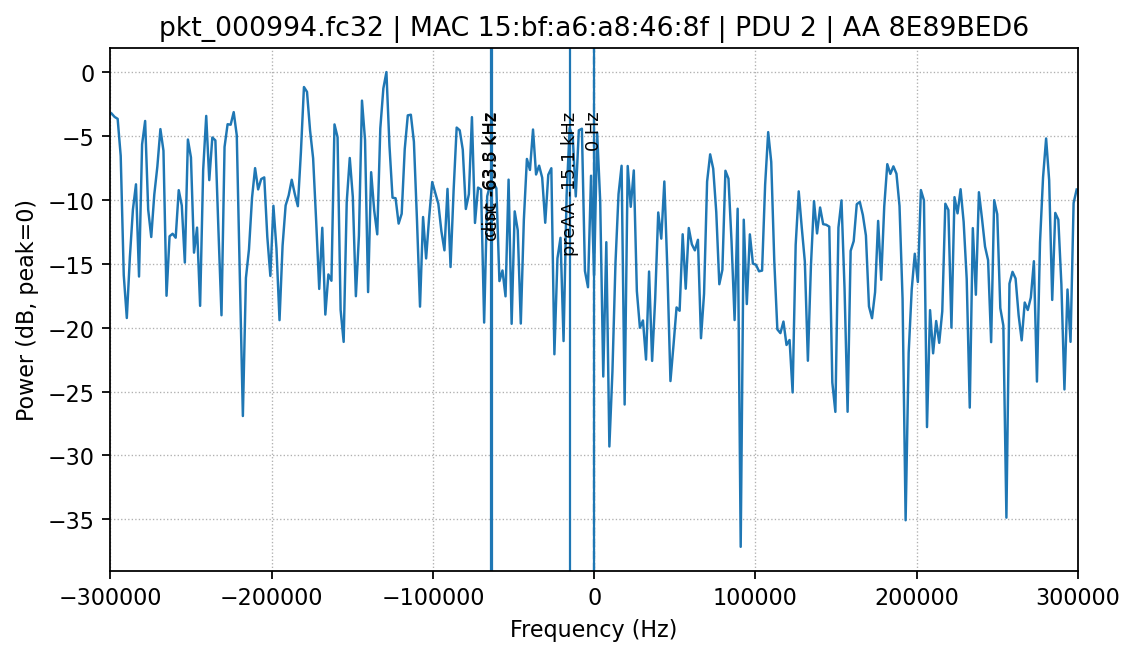 pkt_000994.fc32 | MAC 15:bf:a6:a8:46:8f | PDU 2 | AA 8E89BED6
Power (dB, peak=0)
0
−5
−10
−15
−20
−25
−30
−35
kHz
preAA -15.1 kHz
0 Hz
−300000
−200000
−100000
0
100000
200000
300000
Frequency (Hz)